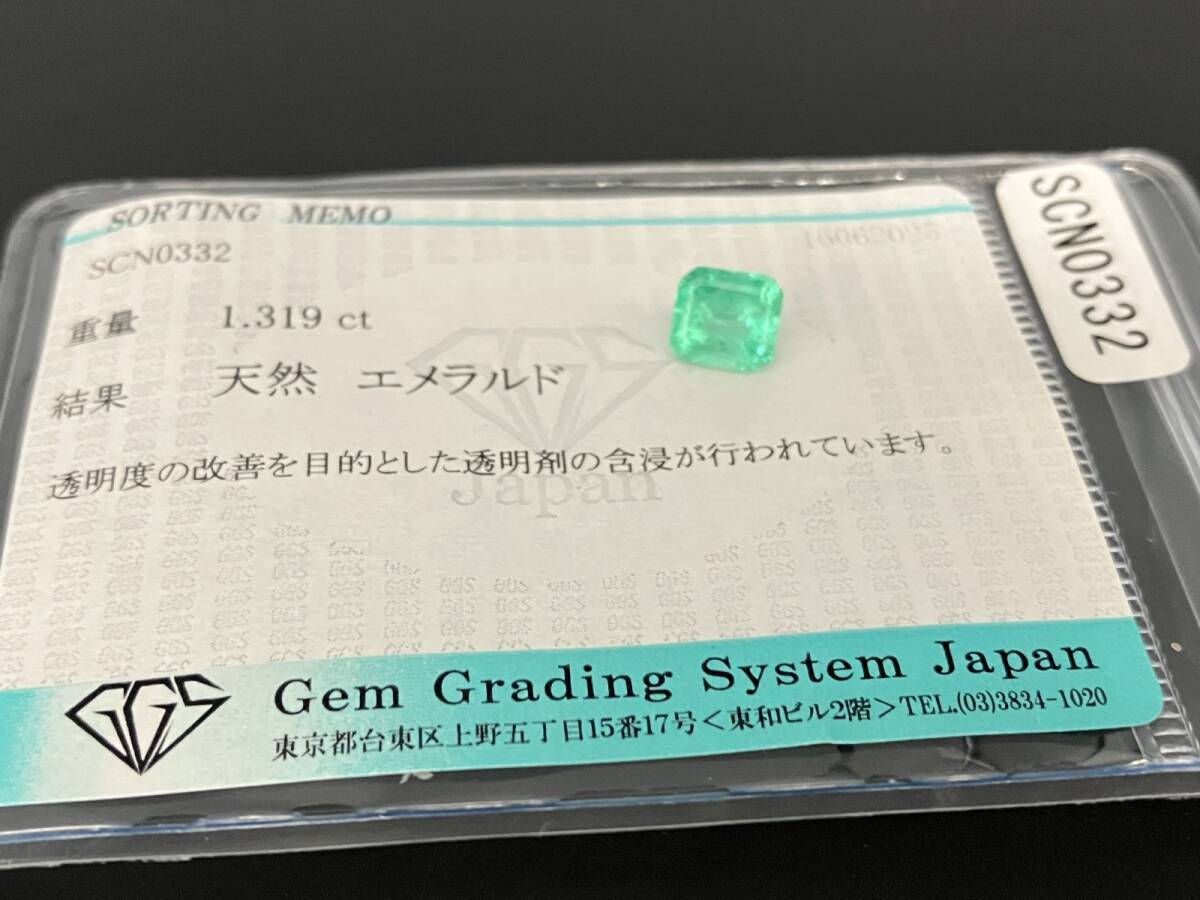 SORTING MEMO
SCN0332
16062025
SCN0332
重量 1.319 ct
結果 天然 エメラルド
透明度の改善を目的とした透明剤の含浸が行われています。
GGS
Japan
GGS
Gem Grading System Japan
東京都台東区上野五丁目15番17号<東和ビル2階>TEL.(03)3834-1020